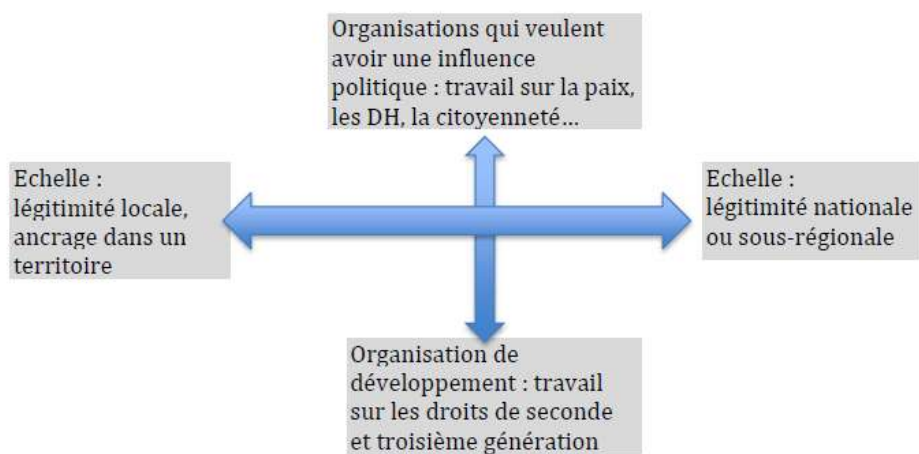 Organisations qui veulent
avoir une influence
politique : travail sur la paix,
les DH, la citoyenneté…
Echelle :
légitimité locale,
ancrage dans un
territoire
Echelle :
légitimité nationale
ou sous-régionale
Organisation de
développement : travail
sur les droits de seconde
et troisième génération